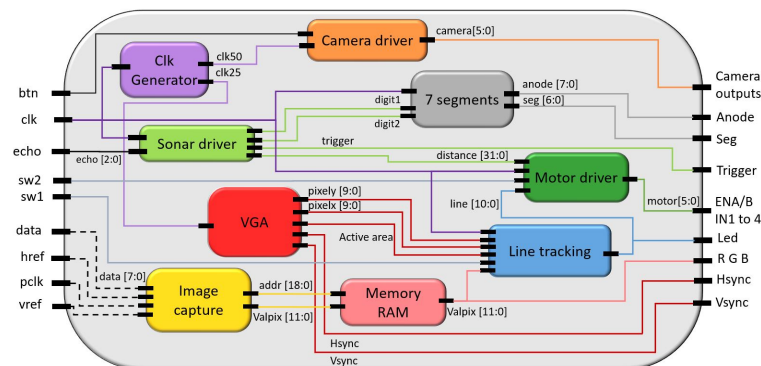 camera[5:0]
Camera driver
Clk
Generator
clk50
clk25
Camera
outputs
btn
anode [7:0]
7 segments
seg [6:0]
digit1
digit2
clk
Anode
Sonar driver
trigger
Seg
echo
echo [2:0]
distance [31:0]
Trigger
Motor driver
sw2
sw1
pixely [9:0]
pixelx [9:0]
line [10:0]
motor[5:0]
ENA/B
IN1 to 4
VGA
data
Active area
Line tracking
Led
href
R G B
data [7:0]
pclk
Image
capture
addr [18:0]
Memory
RAM
Hsync
vref
Valpix [11:0]
Valpix [11:0]
Vsync
Hsync
Vsync